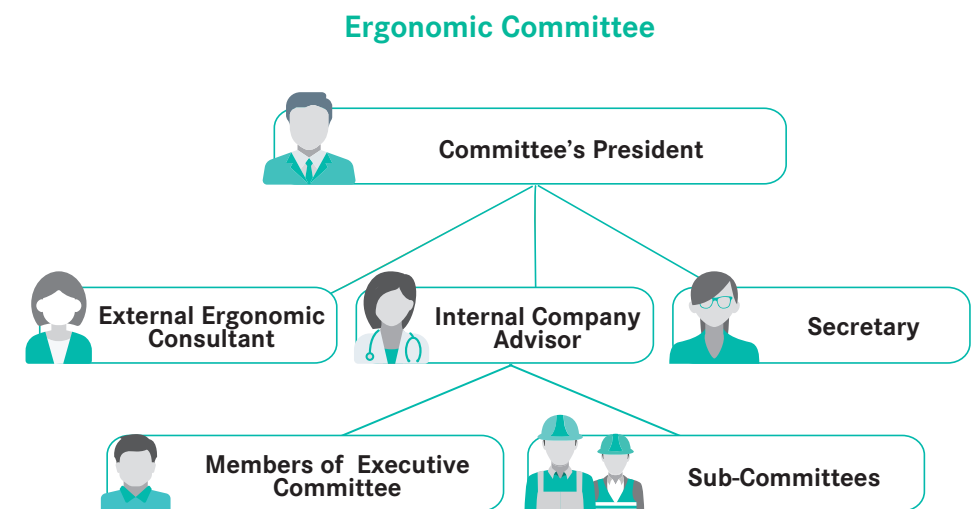 Ergonomic Committee
Committee's President
External Ergonomic
Consultant
Internal Company
Advisor
Secretary
Members of Executive
Committee
Sub-Committees